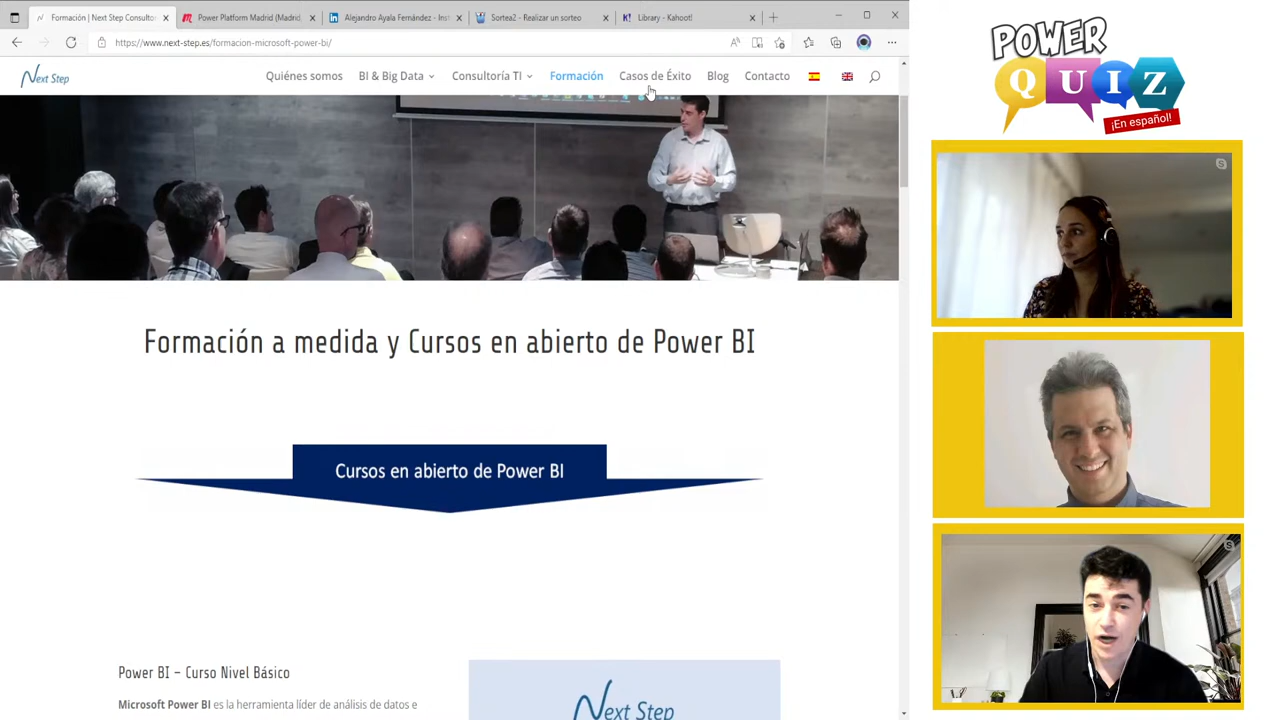 Formación | Next Step Consultor
Power Platform Madrid (Madrid,
Alejandro Ayala Fernández - Inst
Sortea2 - Realizar un sorteo
Library - Kahoot!
https://www.next-step.es/formacion-microsoft-power-bi/
Next Step
Quiénes somos
BI & Big Data
Consultoría TI
Formación
Casos de Éxito
Blog
Contacto
POWER
QUIZ
¡En español!
Formación a medida y Cursos en abierto de Power BI
Cursos en abierto de Power BI
Power BI – Curso Nivel Básico
Microsoft Power BI es la herramienta líder de análisis de datos e
Next Step